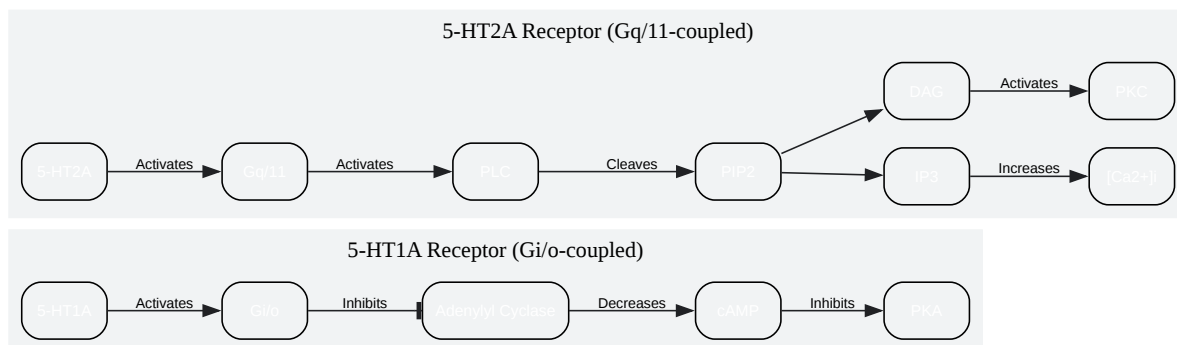 5-HT2A Receptor (Gq/11-coupled)
DAG
Activates
PKC
5-HT2A
Activates
Gq/11
Activates
PLC
Cleaves
PIP2
IP3
Increases
[Ca2+]i
5-HT1A Receptor (Gi/o-coupled)
5-HT1A
Activates
Gi/o
Inhibits
Adenylyl Cyclase
Decreases
cAMP
Inhibits
PKA